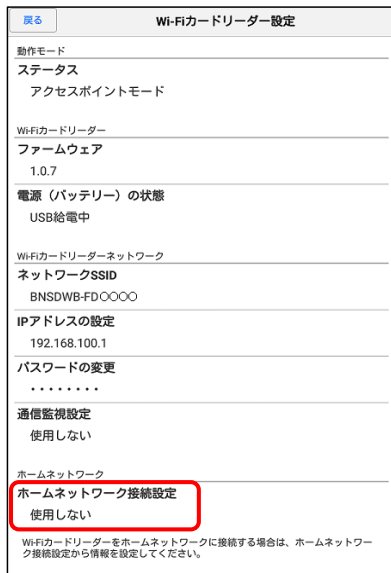 戻る
Wi-Fiカードリーダー設定
動作モード
ステータス
アクセスポイントモード
Wi-Fiカードリーダー
ファームウェア
1.0.7
電源（バッテリー）の状態
USB給電中
Wi-Fiカードリーダーネットワーク
ネットワークSSID
BNSDWB-FD〇〇〇〇
IPアドレスの設定
192.168.100.1
パスワードの変更
・・・・・・・・
通信監視設定
使用しない
ホームネットワーク
ホームネットワーク接続設定
使用しない
Wi-Fiカードリーダーをホームネットワークに接続する場合は、ホームネットワー
ク接続設定から情報を設定してください。